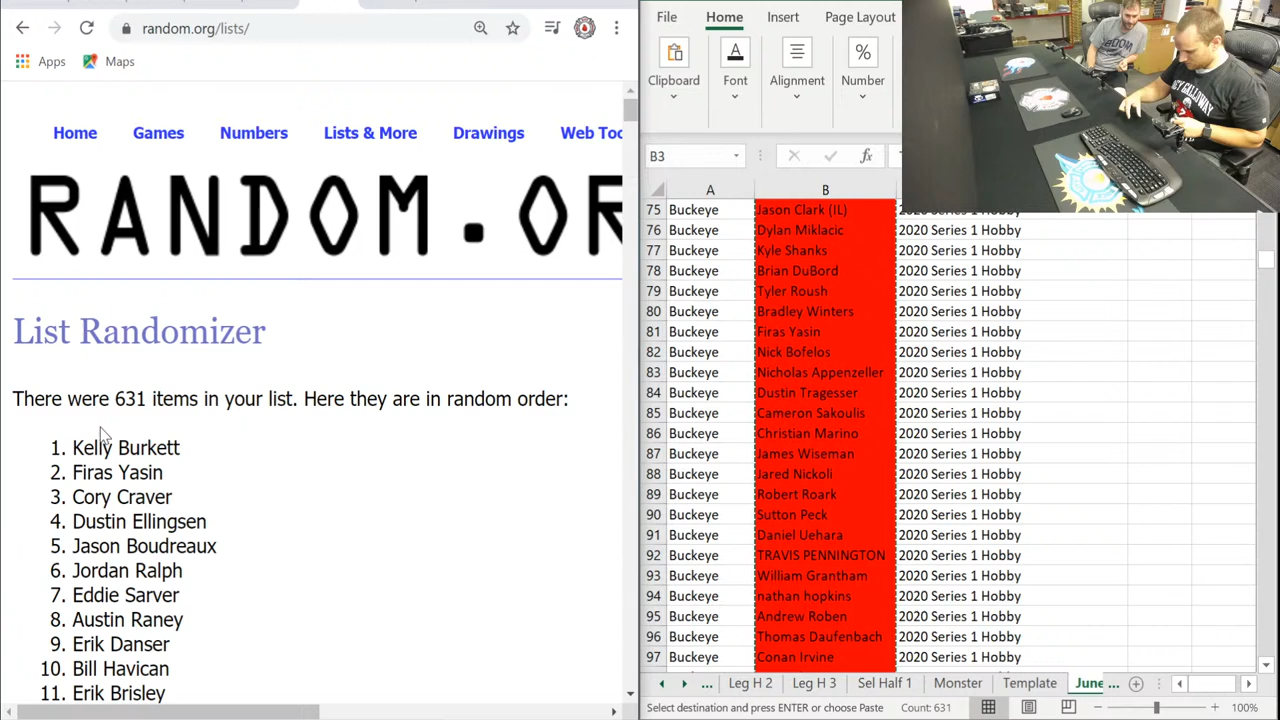 random.org/lists/
Apps Maps
Home Games Numbers Lists & More Drawings Web Too
RANDOM.OR
List Randomizer
There were 631 items in your list. Here they are in random order:
1. Kelly Burkett
2. Firas Yasin
3. Cory Craver
4. Dustin Ellingsen
5. Jason Boudreaux
6. Jordan Ralph
7. Eddie Sarver
8. Austin Raney
9. Erik Danser
10. Bill Havican
11. Erik Brisley
File Home Insert Page Layout
Clipboard Font Alignment Number
B3 fx
A B
75 Buckeye Jason Clark (IL) 2020 Series 1 Hobby
76 Buckeye Dylan Miklacic 2020 Series 1 Hobby
77 Buckeye Kyle Shanks 2020 Series 1 Hobby
78 Buckeye Brian DuBord 2020 Series 1 Hobby
79 Buckeye Tyler Roush 2020 Series 1 Hobby
80 Buckeye Bradley Winters 2020 Series 1 Hobby
81 Buckeye Firas Yasin 2020 Series 1 Hobby
82 Buckeye Nick Bofelos 2020 Series 1 Hobby
83 Buckeye Nicholas Appenzeller 2020 Series 1 Hobby
84 Buckeye Dustin Tragesser 2020 Series 1 Hobby
85 Buckeye Cameron Sakoulis 2020 Series 1 Hobby
86 Buckeye Christian Marino 2020 Series 1 Hobby
87 Buckeye James Wiseman 2020 Series 1 Hobby
88 Buckeye Jared Nickoli 2020 Series 1 Hobby
89 Buckeye Robert Roark 2020 Series 1 Hobby
90 Buckeye Sutton Peck 2020 Series 1 Hobby
91 Buckeye Daniel Uehara 2020 Series 1 Hobby
92 Buckeye TRAVIS PENNINGTON 2020 Series 1 Hobby
93 Buckeye William Grantham 2020 Series 1 Hobby
94 Buckeye nathan hopkins 2020 Series 1 Hobby
95 Buckeye Andrew Roben 2020 Series 1 Hobby
96 Buckeye Thomas Daufenbach 2020 Series 1 Hobby
97 Buckeye Conan Irvine 2020 Series 1 Hobby
... Leg H 2 Leg H 3 Sel Half 1 Monster Template June ...
Select destination and press ENTER or choose Paste Count: 631 100%